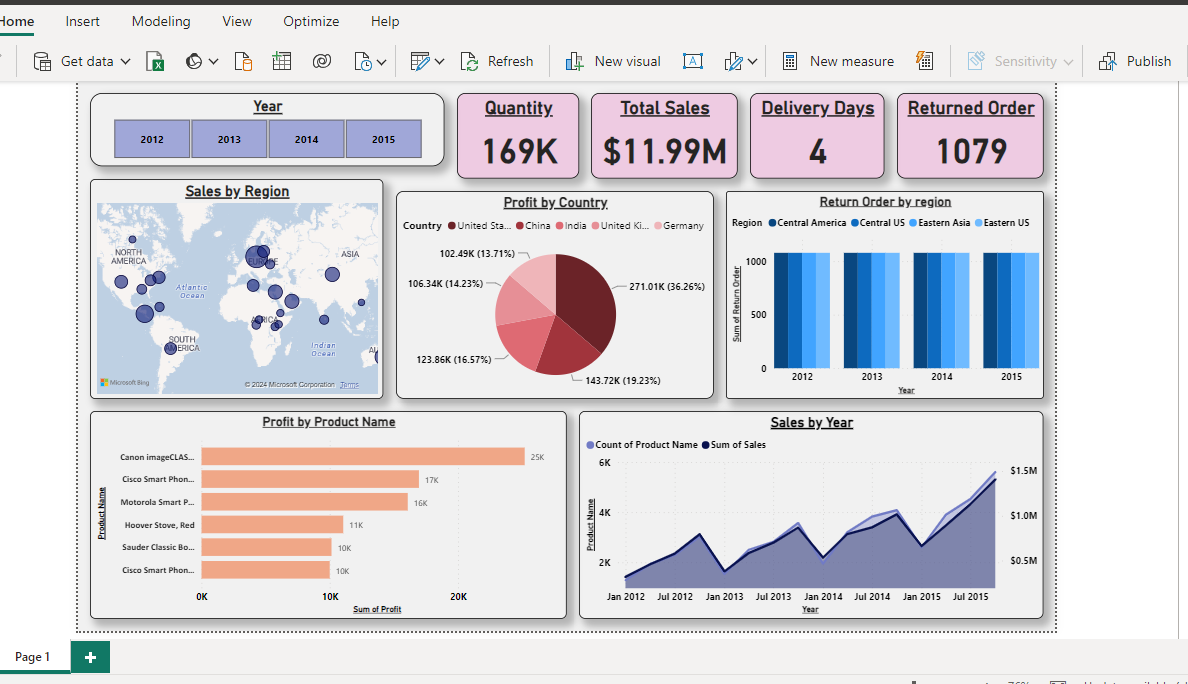 Home Insert Modeling View Optimize Help
Get data Refresh New visual New measure Sensitivity Publish
Year
2012 2013 2014 2015
Quantity
169K
Total Sales
$11.99M
Delivery Days
4
Returned Order
1079
Sales by Region
NORTH
AMERICA
EUROPE
ASIA
Atlantic
Ocean
AFRICA
SOUTH
AMERICA
Indian
Ocean
AU
Microsoft Bing
© 2024 Microsoft Corporation Terms
Profit by Country
Country United Sta... China India United Ki... Germany
102.49K (13.71%)
271.01K (36.26%)
106.34K (14.23%)
123.86K (16.57%)
143.72K (19.23%)
Return Order by region
Region Central America Central US Eastern Asia Eastern US
Sum of Return Order
1000
500
0
2012 2013 2014 2015
Year
Profit by Product Name
Product Name
Canon imageCLAS... 25K
Cisco Smart Phon... 17K
Motorola Smart P... 16K
Hoover Stove, Red 11K
Sauder Classic Bo... 10K
Cisco Smart Phon... 10K
0K 10K 20K
Sum of Profit
Sales by Year
Count of Product Name Sum of Sales
Product Name
6K
4K
2K
$1.5M
$1.0M
$0.5M
Jan 2012 Jul 2012 Jan 2013 Jul 2013 Jan 2014 Jul 2014 Jan 2015 Jul 2015
Year
Page 1